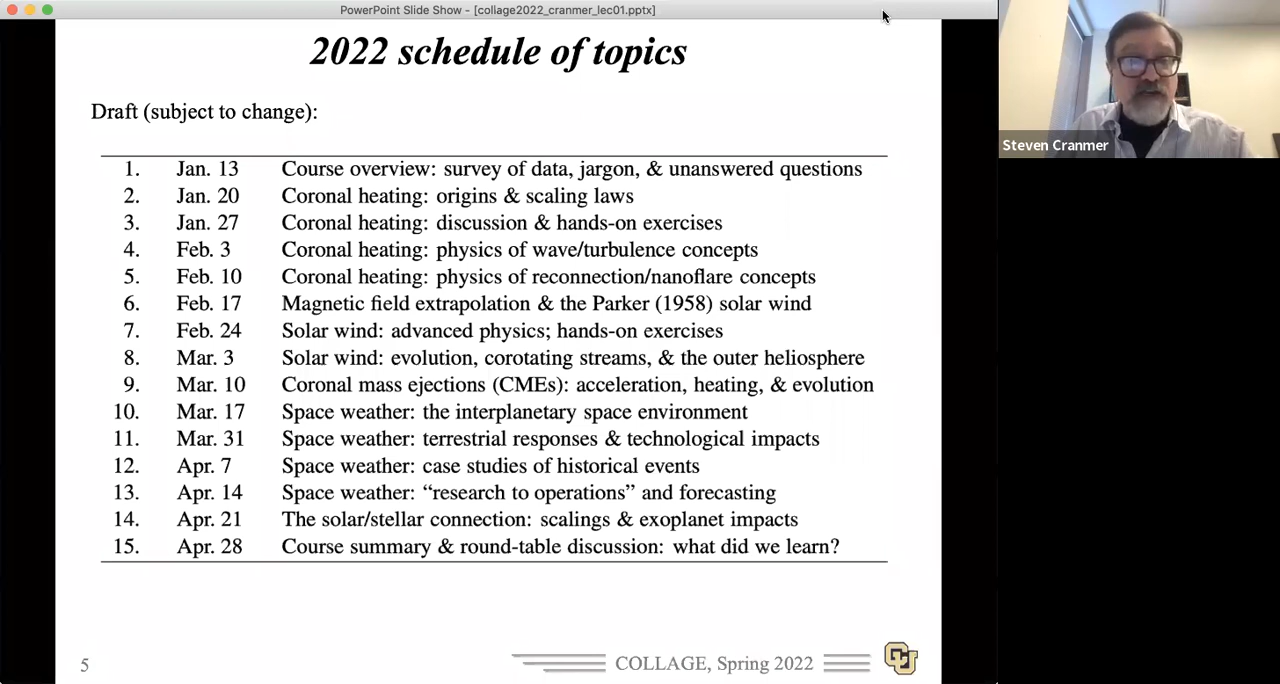 PowerPoint Slide Show - [collage2022_cranmer_lec01.pptx]
2022 schedule of topics
Steven Cranmer
Draft (subject to change):
1. Jan. 13 Course overview: survey of data, jargon, & unanswered questions
2. Jan. 20 Coronal heating: origins & scaling laws
3. Jan. 27 Coronal heating: discussion & hands-on exercises
4. Feb. 3 Coronal heating: physics of wave/turbulence concepts
5. Feb. 10 Coronal heating: physics of reconnection/nanoflare concepts
6. Feb. 17 Magnetic field extrapolation & the Parker (1958) solar wind
7. Feb. 24 Solar wind: advanced physics; hands-on exercises
8. Mar. 3 Solar wind: evolution, corotating streams, & the outer heliosphere
9. Mar. 10 Coronal mass ejections (CMEs): acceleration, heating, & evolution
10. Mar. 17 Space weather: the interplanetary space environment
11. Mar. 31 Space weather: terrestrial responses & technological impacts
12. Apr. 7 Space weather: case studies of historical events
13. Apr. 14 Space weather: “research to operations” and forecasting
14. Apr. 21 The solar/stellar connection: scalings & exoplanet impacts
15. Apr. 28 Course summary & round-table discussion: what did we learn?
5
COLLAGE, Spring 2022
CU